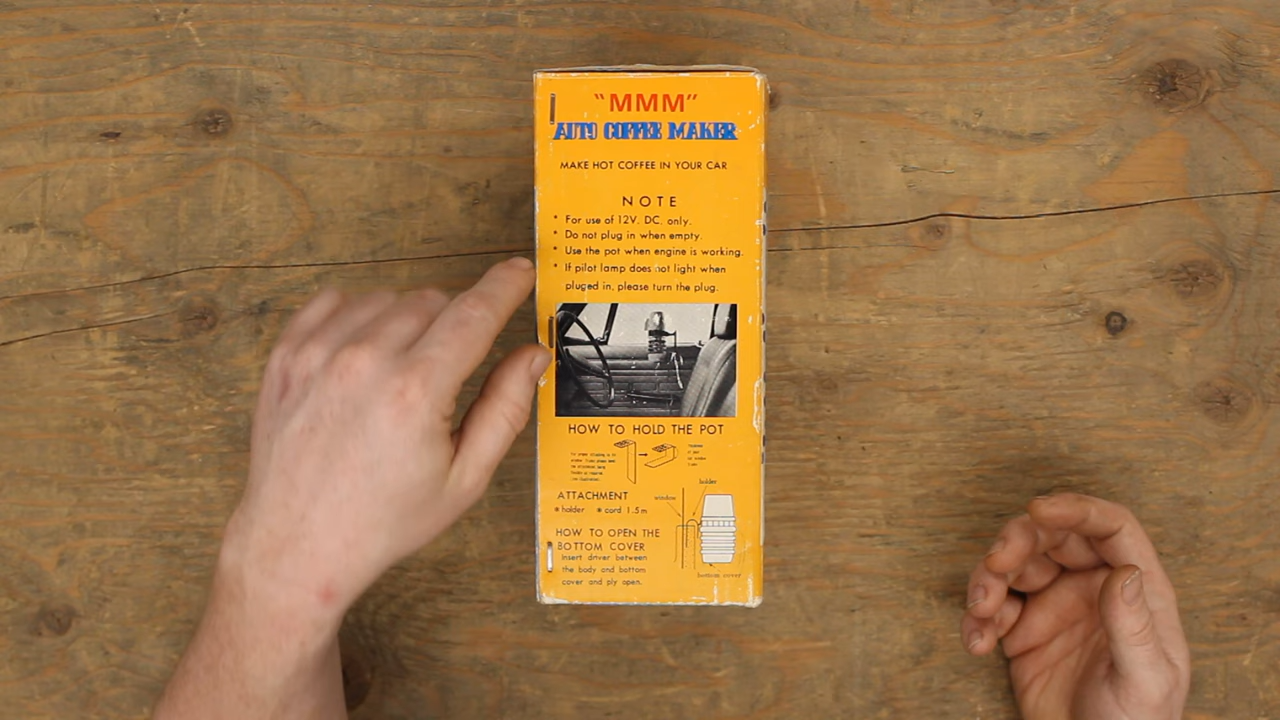 "MMM"
AUTO COFFEE MAKER
MAKE HOT COFFEE IN YOUR CAR
NOTE
* For use of 12V. DC. only.
* Do not plug in when empty.
* Use the pot when engine is working.
* If pilot lamp does not light when
pluged in, please turn the plug.
HOW TO HOLD THE POT
holder
window
ATTACHMENT
* holder * cord 1.5m
HOW TO OPEN THE
BOTTOM COVER
Insert driver between
the body and bottom
cover and ply open.
bottom cover